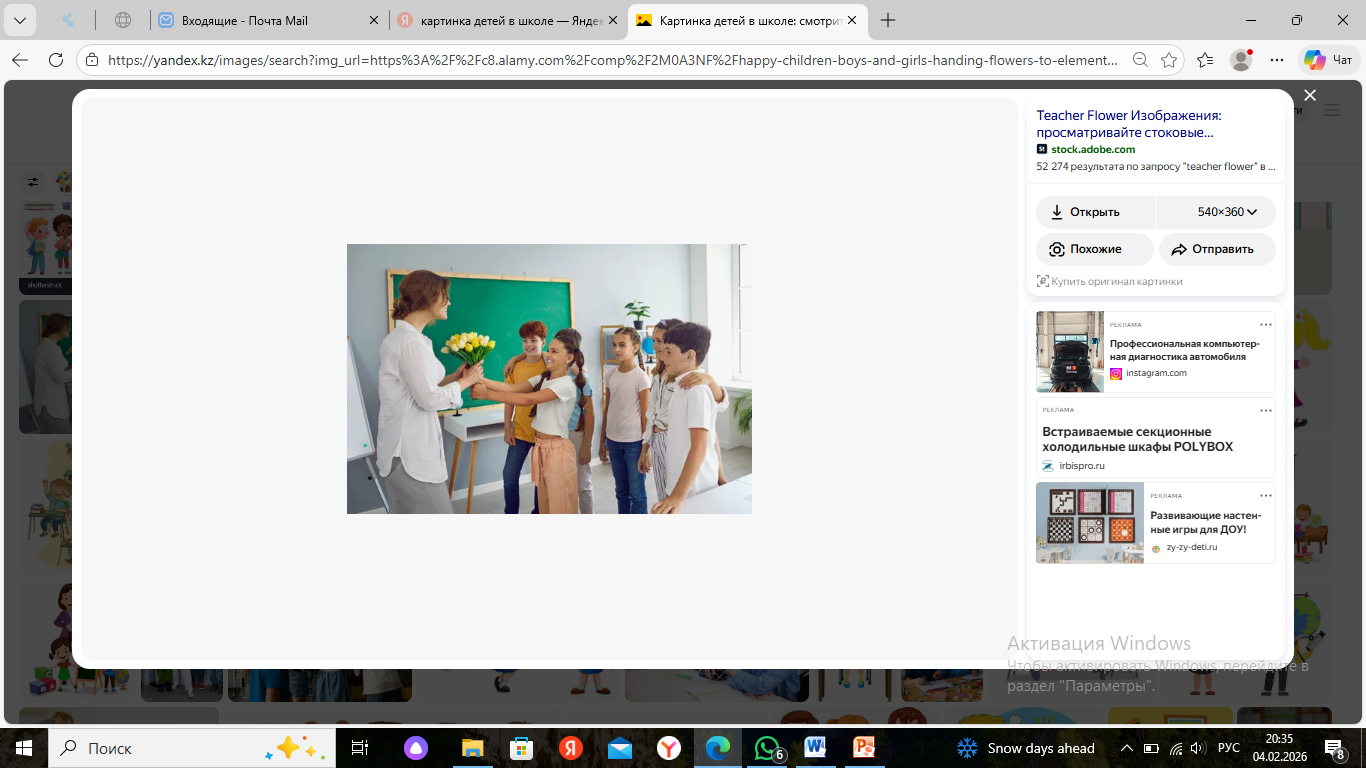 Входящие - Почта Mail
картинка детей в школе — Яндек
Картинка детей в школе: смотрит
https://yandex.kz/images/search?img_url=https%3A%2F%2Fc8.alamy.com%2Fcomp%2F2M0A3NF%2Fhappy-children-boys-and-girls-handing-flowers-to-element...
Чат
Teacher Flower Изображения:
просматривайте стоковые...
St stock.adobe.com
52 274 результата по запросу "teacher flower" в ...
Открыть
540×360
Похожие
Отправить
Купить оригинал картинки
РЕКЛАМА
Профессиональная компьютер-
ная диагностика автомобиля
instagram.com
РЕКЛАМА
Встраиваемые секционные
холодильные шкафы POLYBOX
irbispro.ru
РЕКЛАМА
Развивающие настен-
ные игры для ДОУ!
zy-zy-deti.ru
shutterstock
Активация Windows
Чтобы активировать Windows, перейдите в
раздел "Параметры".
Поиск
6
Snow days ahead
РУС
20:35
04.02.2026
8